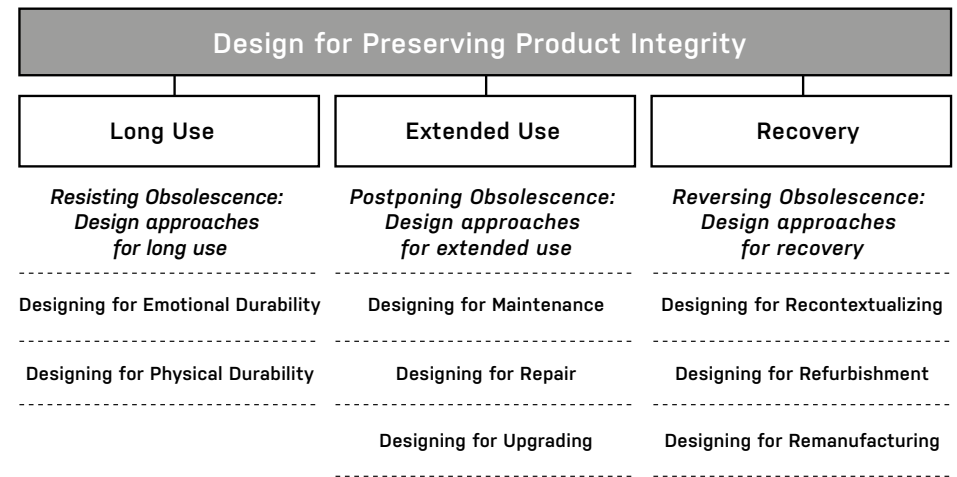 Design for Preserving Product Integrity
Long Use
Extended Use
Recovery
Resisting Obsolescence:
Design approaches
for long use
Postponing Obsolescence:
Design approaches
for extended use
Reversing Obsolescence:
Design approaches
for recovery
Designing for Emotional Durability
Designing for Maintenance
Designing for Recontextualizing
Designing for Physical Durability
Designing for Repair
Designing for Refurbishment
Designing for Upgrading
Designing for Remanufacturing